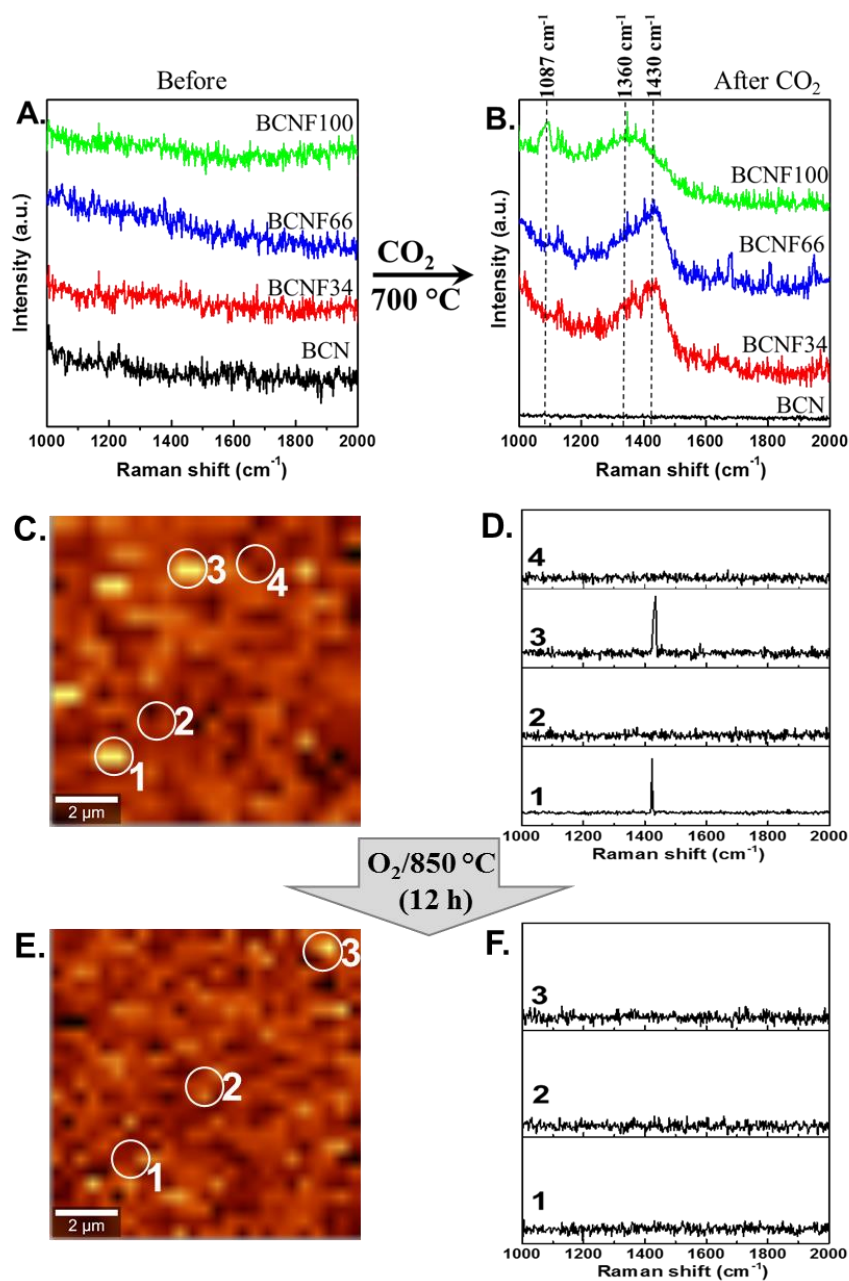 1087 cm⁻¹
1360 cm⁻¹
1430 cm⁻¹
Before
After CO₂
A.
BCNF100
BCNF66
BCNF34
BCN
Intensity (a.u.)
1000 1200 1400 1600 1800 2000
Raman shift (cm⁻¹)
CO₂
700 °C
B.
BCNF100
BCNF66
BCNF34
BCN
Intensity (a.u.)
1000 1200 1400 1600 1800 2000
Raman shift (cm⁻¹)
C.
3
4
2
1
2 µm
D.
4
3
2
1
1000 1200 1400 1600 1800 2000
Raman shift (cm⁻¹)
O₂/850 °C
(12 h)
E.
3
2
1
2 µm
F.
3
2
1
1000 1200 1400 1600 1800 2000
Raman shift (cm⁻¹)